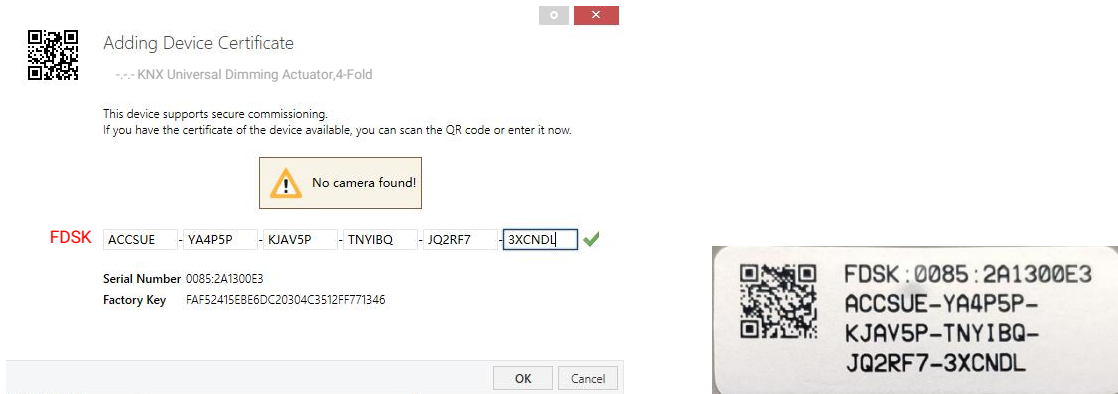 Adding Device Certificate
-.-.- KNX Universal Dimming Actuator,4-Fold
This device supports secure commissioning.
If you have the certificate of the device available, you can scan the QR code or enter it now.
No camera found!
FDSK ACCSUE - YA4P5P - KJAV5P - TNYIBQ - JQ2RF7 - 3XCNDL
Serial Number 0085:2A1300E3
Factory Key FAF52415EBE6DC20304C3512FF771346
OK Cancel
FDSK:0085:2A1300E3
ACCSUE-YA4P5P-
KJAV5P-TNYIBQ-
JQ2RF7-3XCNDL